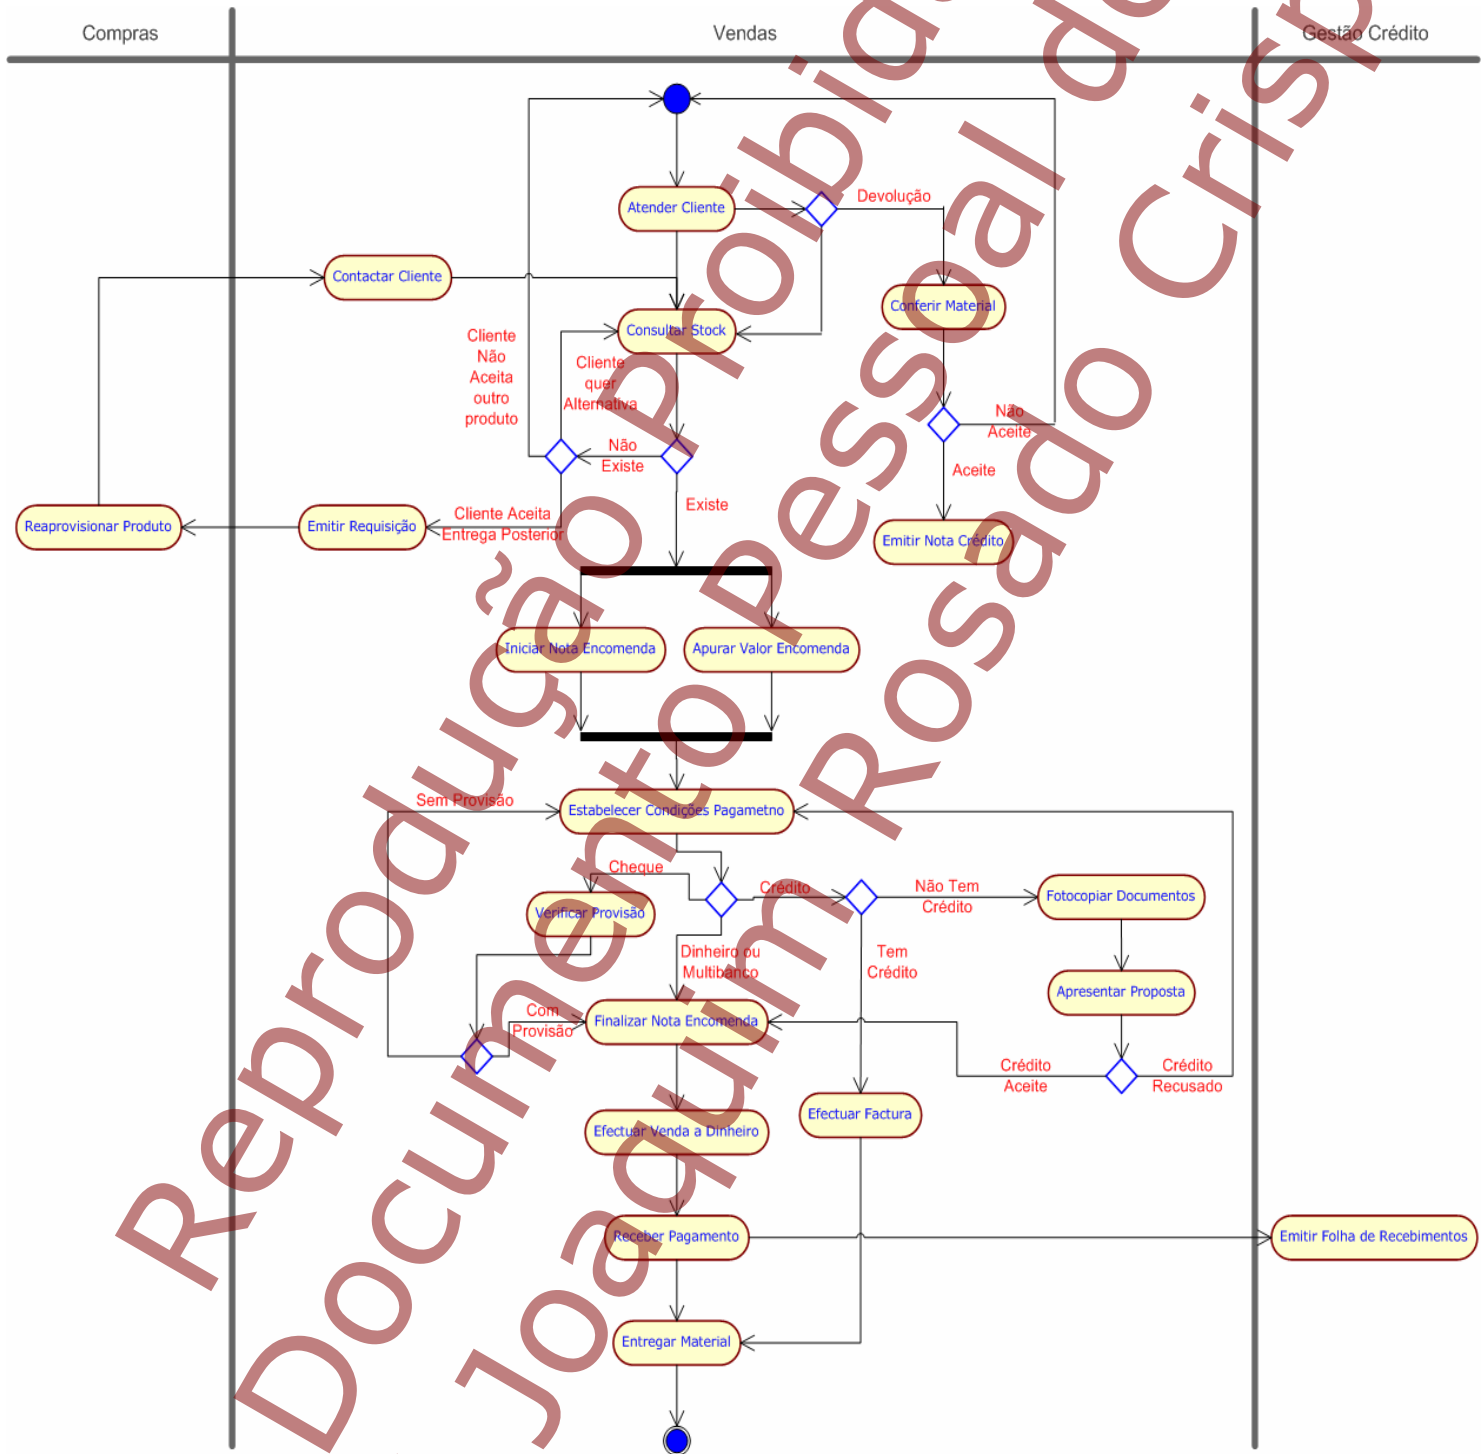 Compras
Vendas
Gestão Crédito
Atender Cliente
Devolução
Contactar Cliente
Conferir Material
Consultar Stock
Cliente
Não
Aceita
outro
produto
Cliente
quer
Alternativa
Não
Existe
Não
Aceite
Aceite
Existe
Cliente Aceita
Entrega Posterior
Reaprovisionar Produto
Emitir Requisição
Emitir Nota Crédito
Iniciar Nota Encomenda
Apurar Valor Encomenda
Sem Provisão
Estabelecer Condições Pagametno
Cheque
Crédito
Não Tem
Crédito
Fotocopiar Documentos
Verificar Provisão
Dinheiro ou
Multibanco
Tem
Crédito
Apresentar Proposta
Com
Provisão
Finalizar Nota Encomenda
Crédito
Aceite
Crédito
Recusado
Efectuar Factura
Efectuar Venda a Dinheiro
Receber Pagamento
Emitir Folha de Recebimentos
Entregar Material
Reprodução
Documento Pessoal
Joaquim Rosado